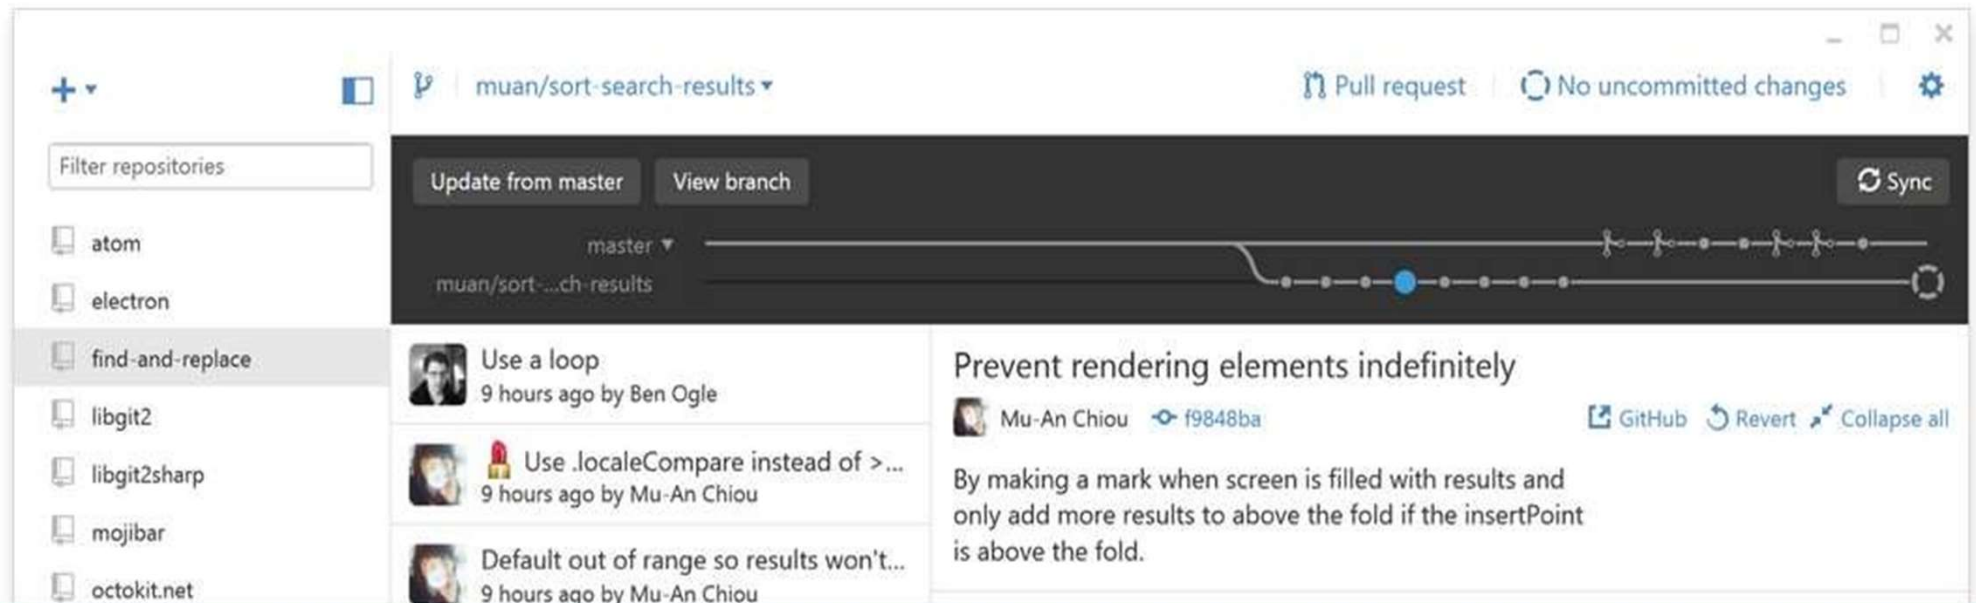 muan/sort-search-results
Pull request
No uncommitted changes
Filter repositories
atom
electron
find-and-replace
libgit2
libgit2sharp
mojibar
octokit.net
Update from master
View branch
Sync
master
muan/sort-...ch-results
Use a loop
9 hours ago by Ben Ogle
Use .localeCompare instead of >...
9 hours ago by Mu-An Chiou
Default out of range so results won't...
9 hours ago by Mu-An Chiou
Prevent rendering elements indefinitely
Mu-An Chiou f9848ba
GitHub Revert Collapse all
By making a mark when screen is filled with results and
only add more results to above the fold if the insertPoint
is above the fold.